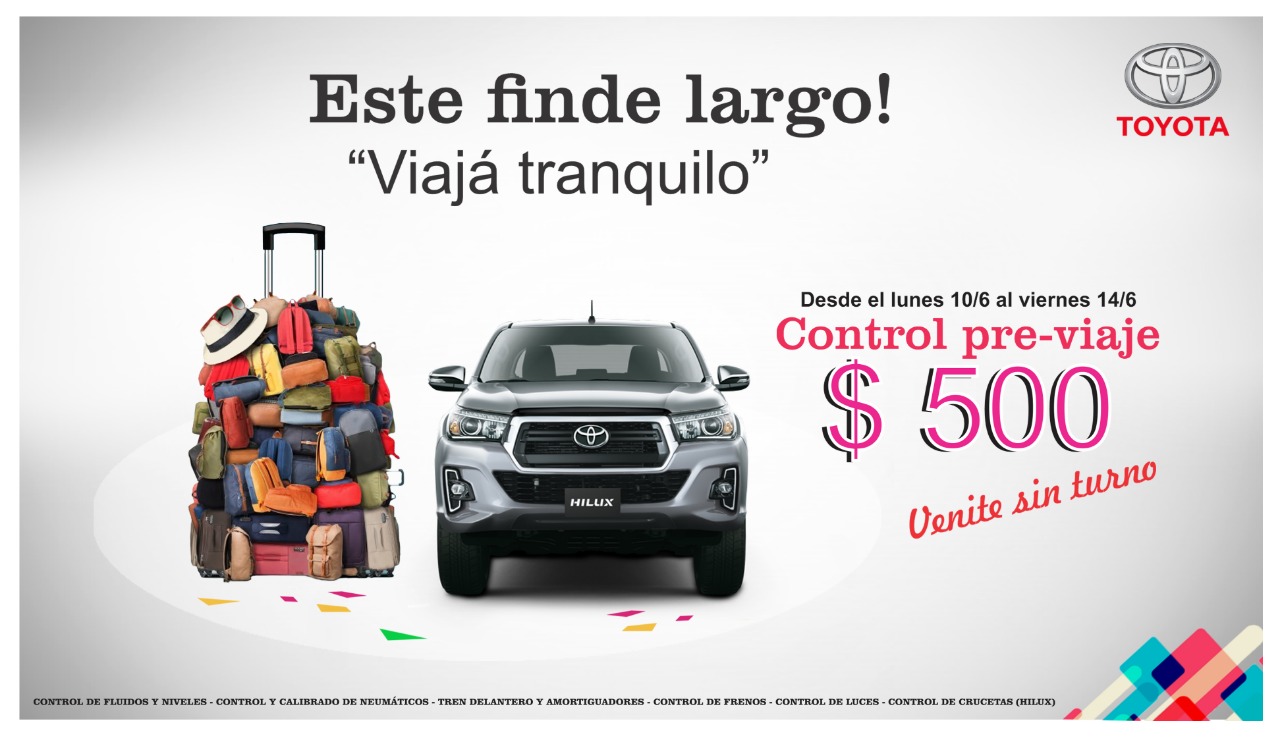 Este finde largo!
“Viajá tranquilo”
TOYOTA
Desde el lunes 10/6 al viernes 14/6
Control pre-viaje
$ 500
Venite sin turno
HILUX
CONTROL DE FLUIDOS Y NIVELES - CONTROL Y CALIBRADO DE NEUMÁTICOS - TREN DELANTERO Y AMORTIGUADORES - CONTROL DE FRENOS - CONTROL DE LUCES - CONTROL DE CRUCETAS (HILUX)